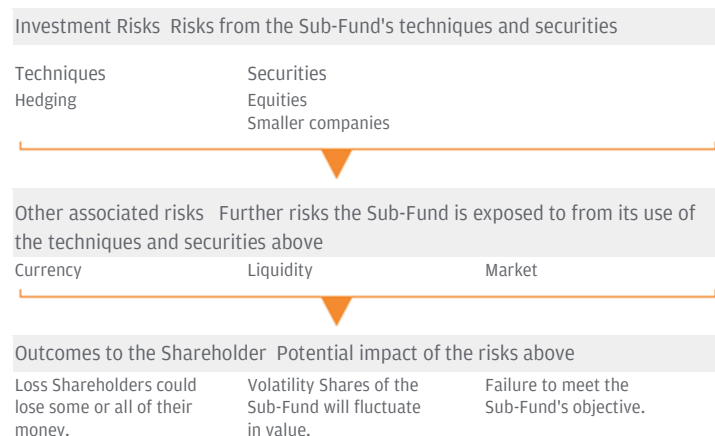 Investment Risks Risks from the Sub-Fund's techniques and securities
Techniques
Hedging
Securities
Equities
Smaller companies
Other associated risks Further risks the Sub-Fund is exposed to from its use of
the techniques and securities above
Currency
Liquidity
Market
Outcomes to the Shareholder Potential impact of the risks above
Loss Shareholders could
lose some or all of their
money.
Volatility Shares of the
Sub-Fund will fluctuate
in value.
Failure to meet the
Sub-Fund's objective.